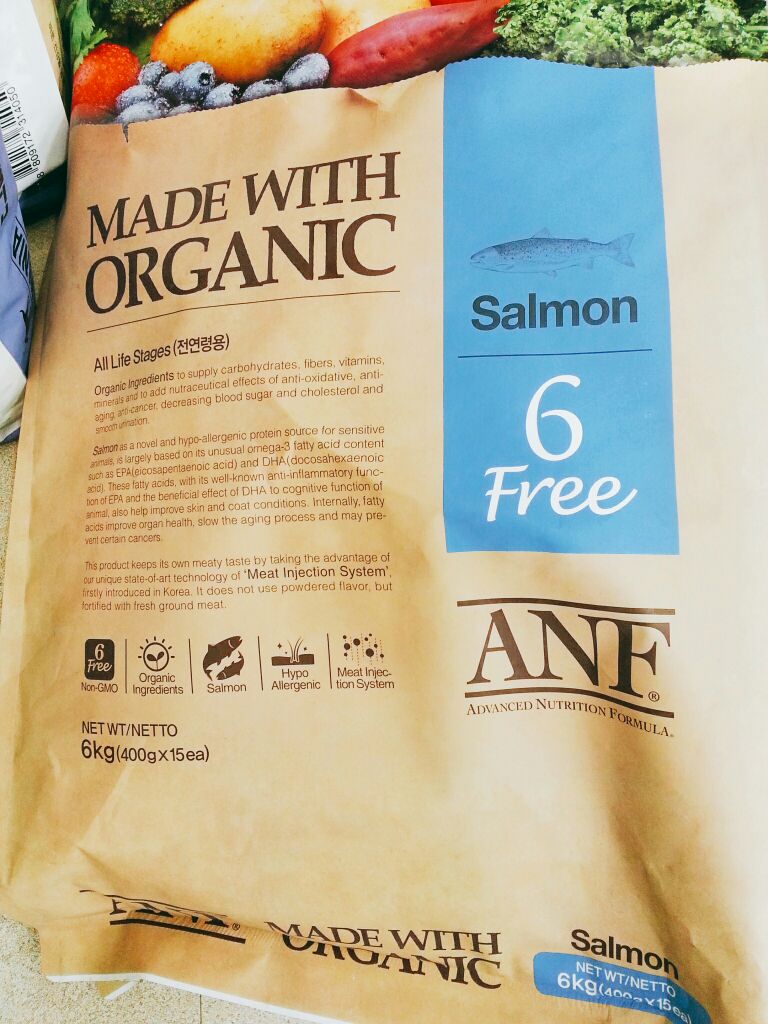 8 809172 314050
MADE WITH
ORGANIC
All Life Stages (전연령용)
Organic Ingredients to supply carbohydrates, fibers, vitamins,
minerals and to add nutraceutical effects of anti-oxidative, anti-
aging, anti-cancer, decreasing blood sugar and cholesterol and
smooth urination.
Salmon as a novel and hypo-allergenic protein source for sensitive
animals, is largely based on its unusual omega-3 fatty acid content
such as EPA(eicosapentaenoic acid) and DHA(docosahexaenoic
acid). These fatty acids, with its well-known anti-inflammatory func-
tion of EPA and the beneficial effect of DHA to cognitive function of
animal, also help improve skin and coat conditions. Internally, fatty
acids improve organ health, slow the aging process and may pre-
vent certain cancers.
This product keeps its own meaty taste by taking the advantage of
our unique state-of-art technology of 'Meat Injection System',
firstly introduced in Korea. It does not use powdered flavor, but
fortified with fresh ground meat.
6
Free
Non-GMO
Organic
Ingredients
Salmon
Hypo
Allergenic
Meat Injec-
tion System
NET WT/NETTO
6kg(400gX15ea)
Salmon
6
Free
ANF®
ADVANCED NUTRITION FORMULA®
ANF®
MADE WITH
ORGANIC
Salmon
NET WT/NETTO
6kg(400gX15ea)